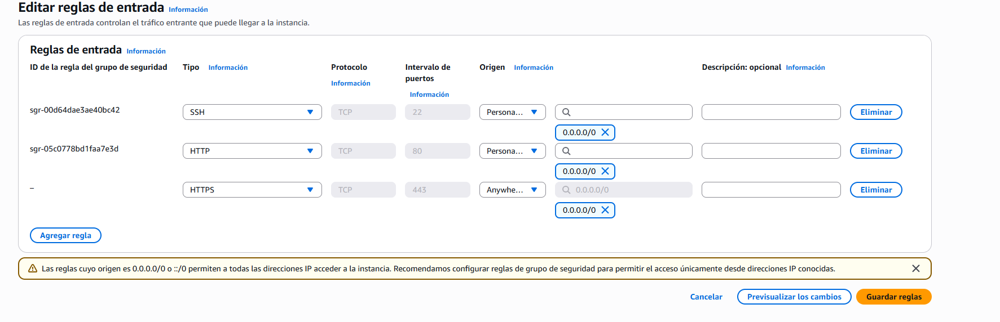 Editar reglas de entrada Información
Las reglas de entrada controlan el tráfico entrante que puede llegar a la instancia.
Reglas de entrada Información
ID de la regla del grupo de seguridad Tipo Información Protocolo Información Intervalo de puertos Información Origen Información Descripción: opcional Información
sgr-00d64dae3ae40bc42 SSH TCP 22 Persona... Eliminar
0.0.0.0/0
sgr-05c0778bd1faa7e3d HTTP TCP 80 Persona... Eliminar
0.0.0.0/0
– HTTPS TCP 443 Anywhe... 0.0.0.0/0 Eliminar
0.0.0.0/0
Agregar regla
Las reglas cuyo origen es 0.0.0.0/0 o ::/0 permiten a todas las direcciones IP acceder a la instancia. Recomendamos configurar reglas de grupo de seguridad para permitir el acceso únicamente desde direcciones IP conocidas.
Cancelar Previsualizar los cambios Guardar reglas